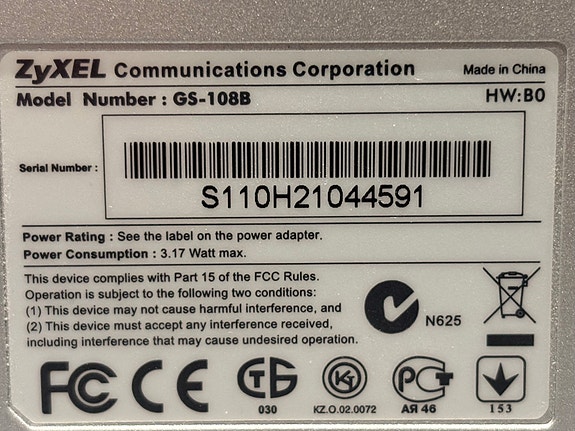 ZyXEL Communications Corporation Made in China
Model Number : GS-108B HW:B0
Serial Number :
S110H21044591
Power Rating : See the label on the power adapter.
Power Consumption : 3.17 Watt max.
This device complies with Part 15 of the FCC Rules.
Operation is subject to the following two conditions:
(1) This device may not cause harmful interference, and
(2) This device must accept any interference received,
including interference that may cause undesired operation.
N625
FC CE
030
KZ.O.02.0072
АЯ 46
153